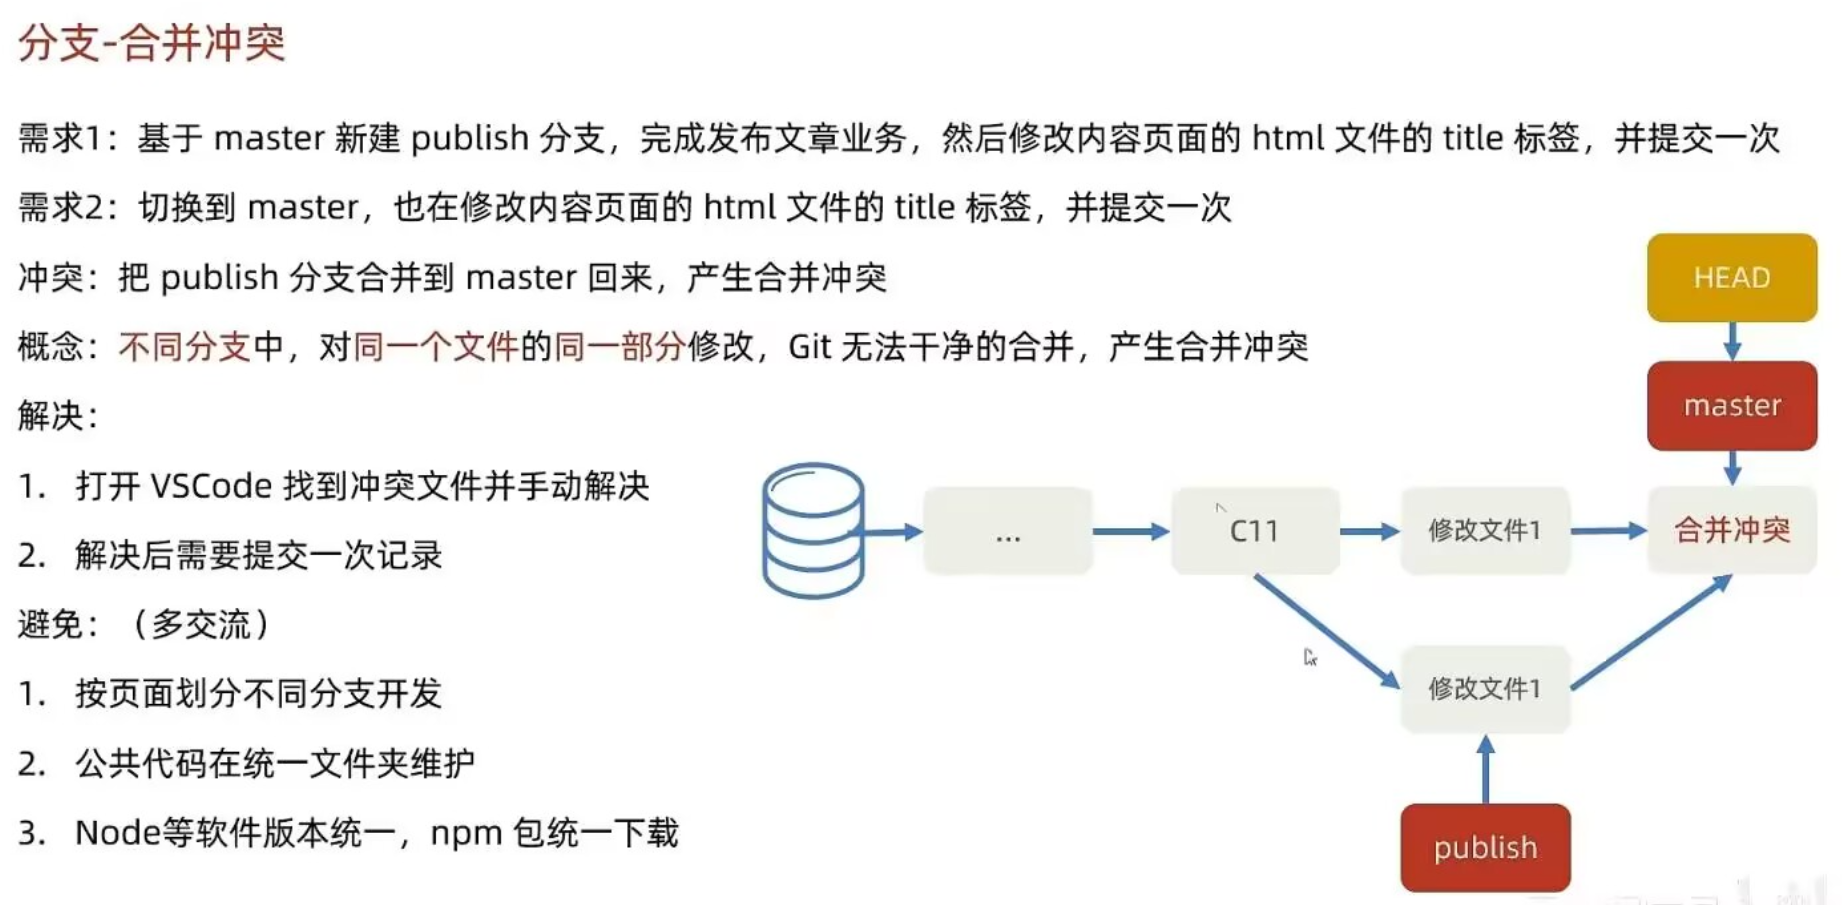 分支-合并冲突
需求1：基于 master 新建 publish 分支，完成发布文章业务，然后修改内容页面的 html 文件的 title 标签，并提交一次
需求2：切换到 master，也在修改内容页面的 html 文件的 title 标签，并提交一次
冲突：把 publish 分支合并到 master 回来，产生合并冲突
概念：不同分支中，对同一个文件的同一部分修改，Git 无法干净的合并，产生合并冲突
解决：
1. 打开 VSCode 找到冲突文件并手动解决
2. 解决后需要提交一次记录
避免：（多交流）
1. 按页面划分不同分支开发
2. 公共代码在统一文件夹维护
3. Node等软件版本统一，npm 包统一下载
HEAD
master
...
C11
修改文件1
合并冲突
修改文件1
publish